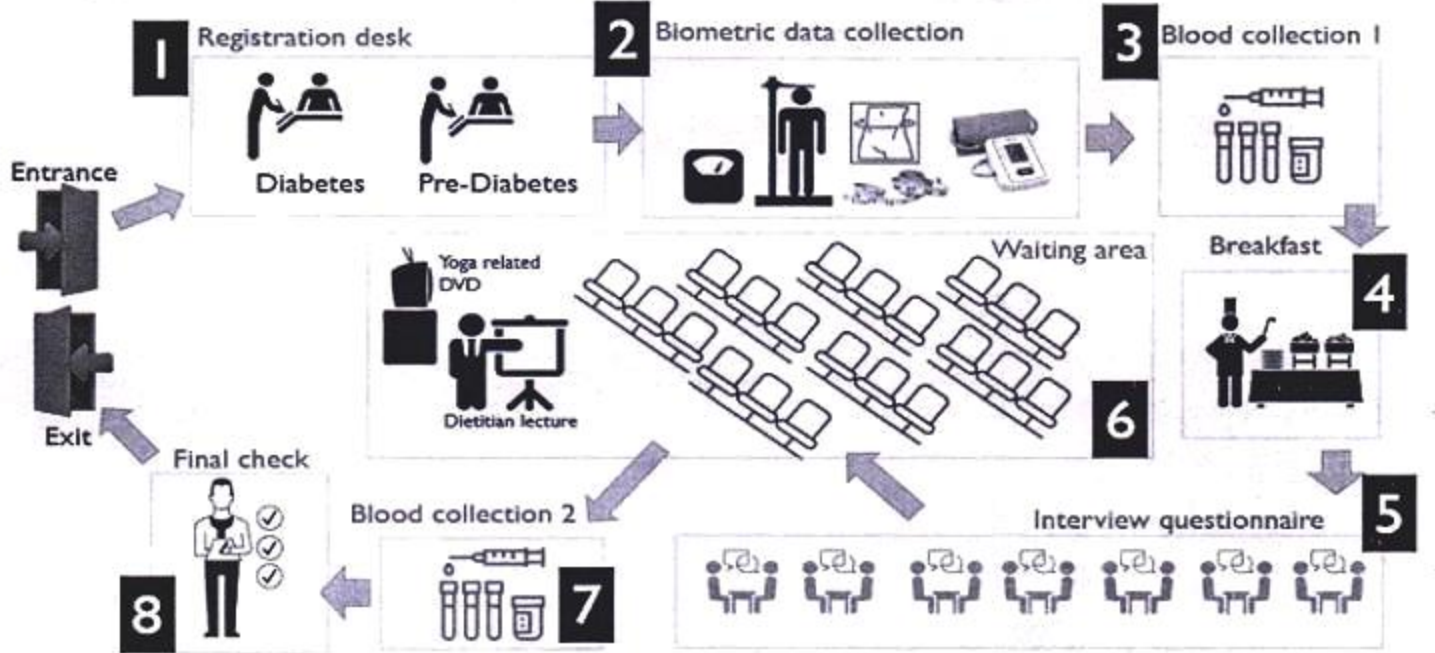 1
Registration desk
Diabetes
Pre-Diabetes
2
Biometric data collection
3
Blood collection 1
Entrance
Breakfast
4
Waiting area
Yoga related
DVD
Dietitian lecture
6
Interview questionnaire
5
Blood collection 2
7
Final check
8
Exit